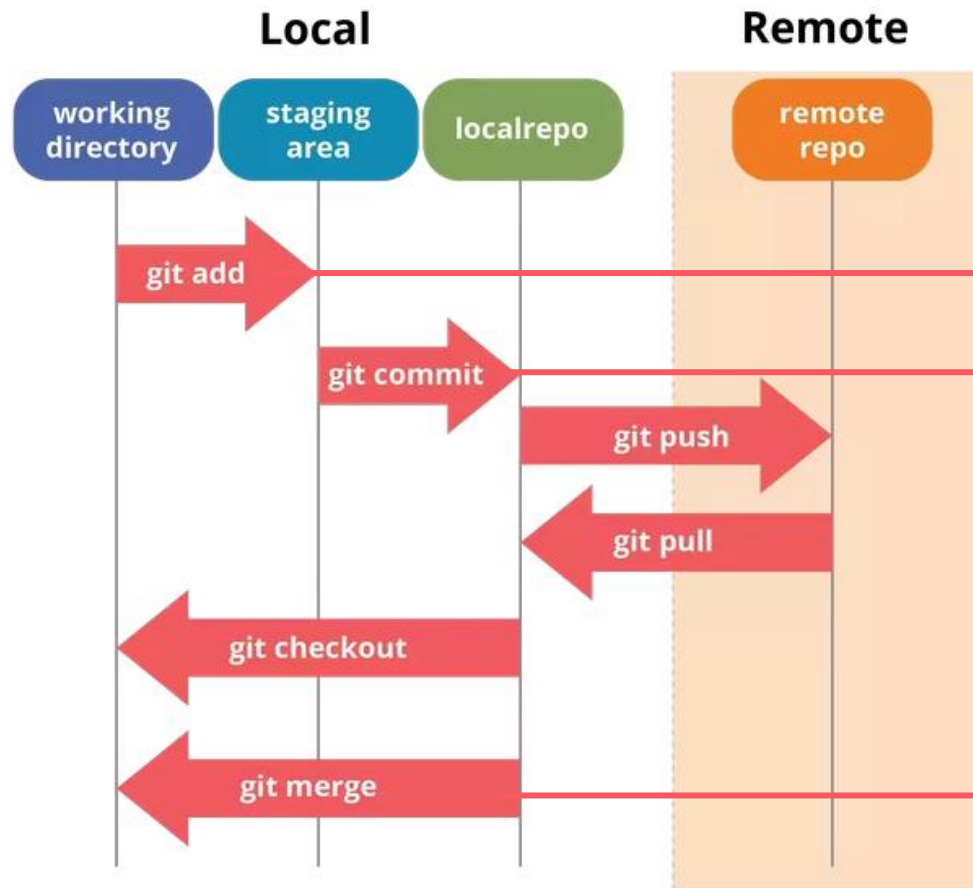 Local
Remote
working
directory
staging
area
localrepo
remote
repo
git add
git commit
git push
git pull
git checkout
git merge